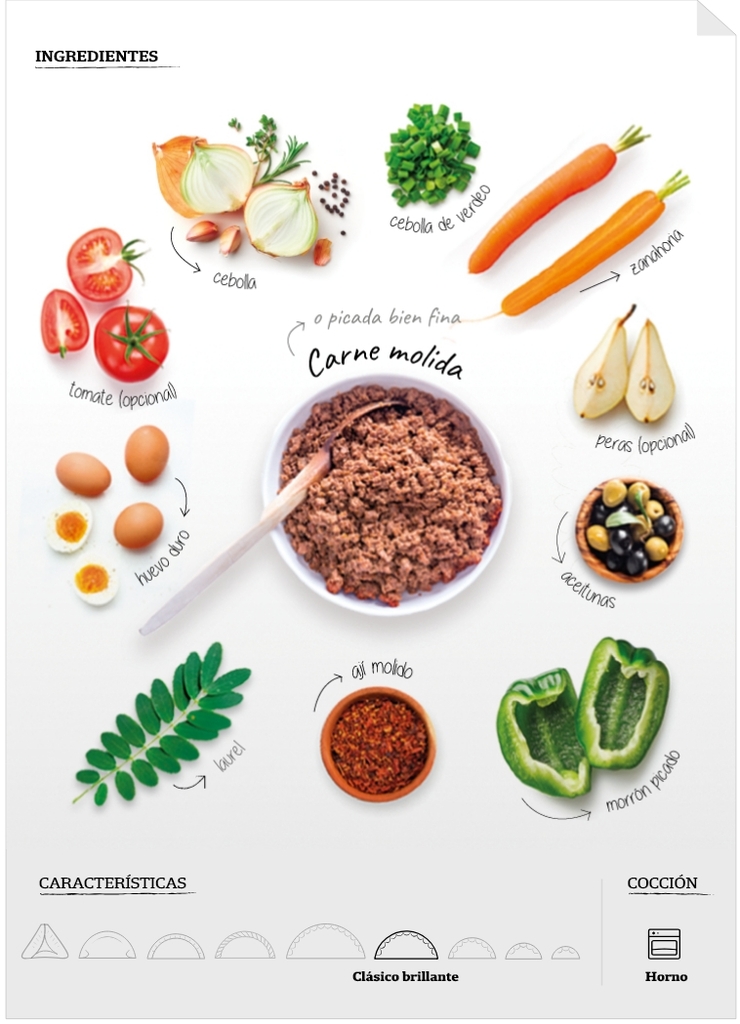 INGREDIENTES
cebolla de verdeo
zanahoria
cebolla
o picada bien fina
Carne molida
tomate (opcional)
peras (opcional)
huevo duro
aceitunas
ají molido
laurel
morrón picado
CARACTERÍSTICAS
COCCIÓN
Clásico brillante
Horno